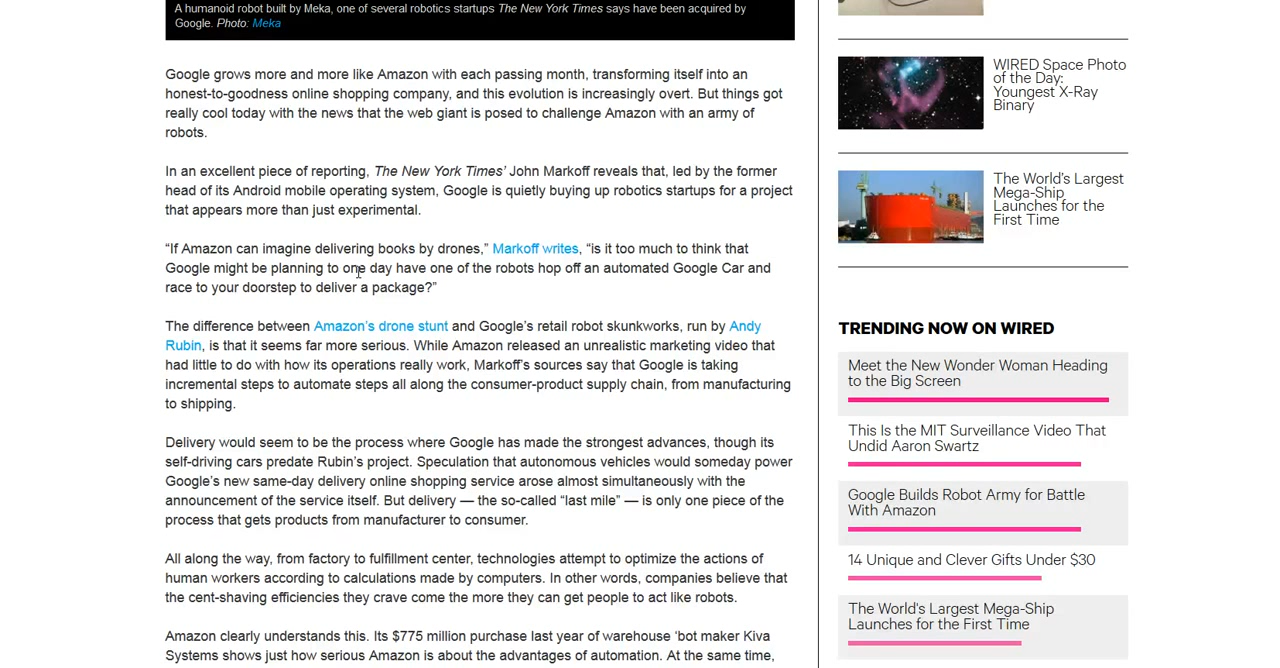 A humanoid robot built by Meka, one of several robotics startups The New York Times says have been acquired by
Google. Photo: Meka
Google grows more and more like Amazon with each passing month, transforming itself into an
honest-to-goodness online shopping company, and this evolution is increasingly overt. But things got
really cool today with the news that the web giant is posed to challenge Amazon with an army of
robots.
In an excellent piece of reporting, The New York Times’ John Markoff reveals that, led by the former
head of its Android mobile operating system, Google is quietly buying up robotics startups for a project
that appears more than just experimental.
“If Amazon can imagine delivering books by drones,” Markoff writes, “is it too much to think that
Google might be planning to one day have one of the robots hop off an automated Google Car and
race to your doorstep to deliver a package?”
The difference between Amazon’s drone stunt and Google’s retail robot skunkworks, run by Andy
Rubin, is that it seems far more serious. While Amazon released an unrealistic marketing video that
had little to do with how its operations really work, Markoff’s sources say that Google is taking
incremental steps to automate steps all along the consumer-product supply chain, from manufacturing
to shipping.
Delivery would seem to be the process where Google has made the strongest advances, though its
self-driving cars predate Rubin’s project. Speculation that autonomous vehicles would someday power
Google’s new same-day delivery online shopping service arose almost simultaneously with the
announcement of the service itself. But delivery — the so-called “last mile” — is only one piece of the
process that gets products from manufacturer to consumer.
All along the way, from factory to fulfillment center, technologies attempt to optimize the actions of
human workers according to calculations made by computers. In other words, companies believe that
the cent-shaving efficiencies they crave come the more they can get people to act like robots.
Amazon clearly understands this. Its $775 million purchase last year of warehouse ‘bot maker Kiva
Systems shows just how serious Amazon is about the advantages of automation. At the same time,
WIRED Space Photo
of the Day:
Youngest X-Ray
Binary
The World’s Largest
Mega-Ship
Launches for the
First Time
TRENDING NOW ON WIRED
Meet the New Wonder Woman Heading
to the Big Screen
This Is the MIT Surveillance Video That
Undid Aaron Swartz
Google Builds Robot Army for Battle
With Amazon
14 Unique and Clever Gifts Under $30
The World’s Largest Mega-Ship
Launches for the First Time